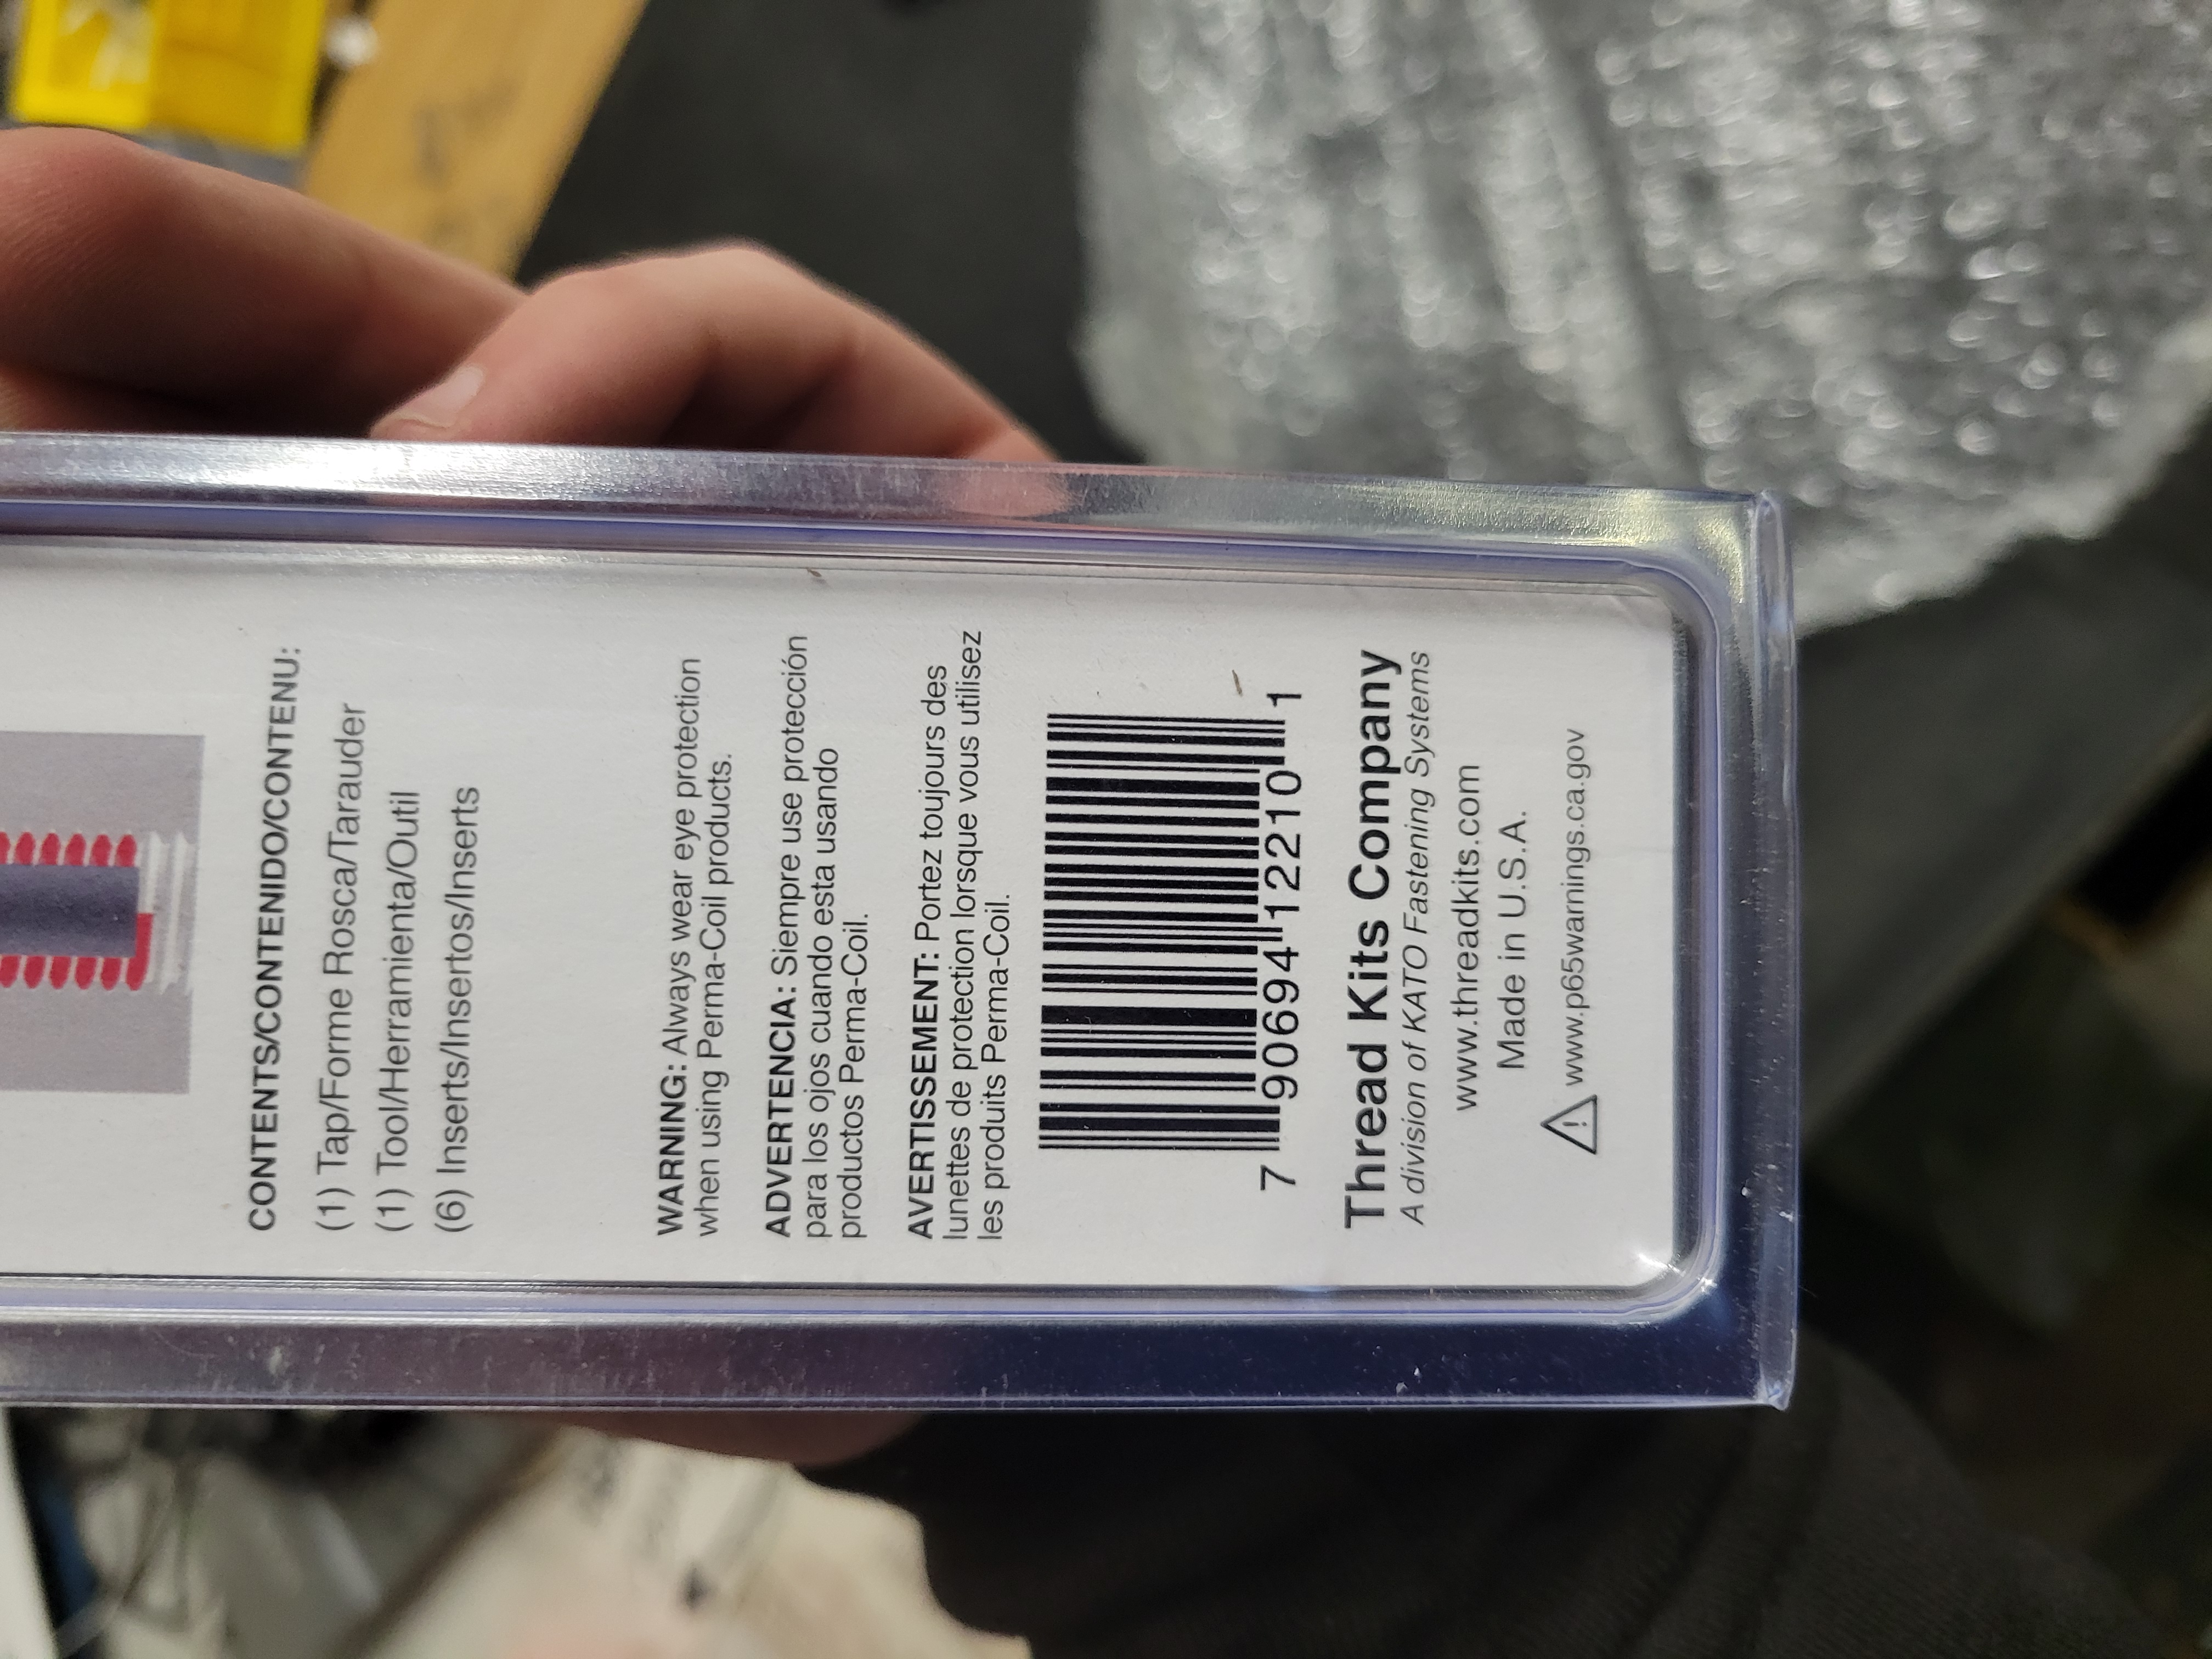 CONTENTS/CONTENIDO/CONTENU:
(1) Tap/Forme Rosca/Tarauder
(1) Tool/Herramienta/Outil
(6) Inserts/Insertos/Inserts
WARNING: Always wear eye protection
when using Perma-Coil products.
ADVERTENCIA: Siempre use protección
para los ojos cuando esta usando
productos Perma-Coil.
AVERTISSEMENT: Portez toujours des
lunettes de protection lorsque vous utilisez
les produits Perma-Coil.
7 90694 12210 1
Thread Kits Company
A division of KATO Fastening Systems
www.threadkits.com
Made in U.S.A.
www.p65warnings.ca.gov